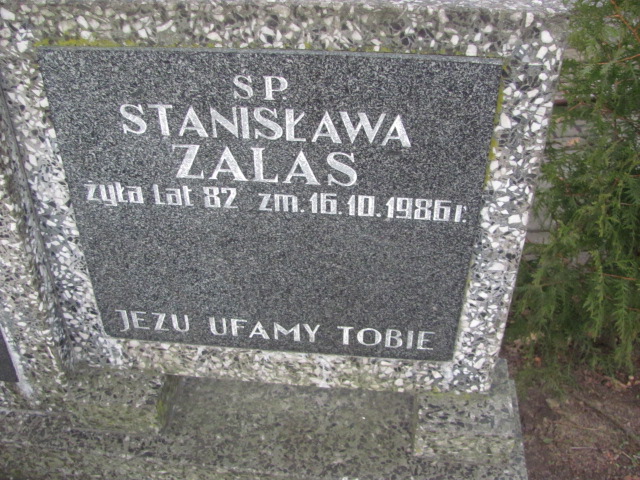 SP.
STANISŁAWA
ZALAS
żyła lat 82 zm. 16.10.1986 r.
JEZU UFAMY TOBIE